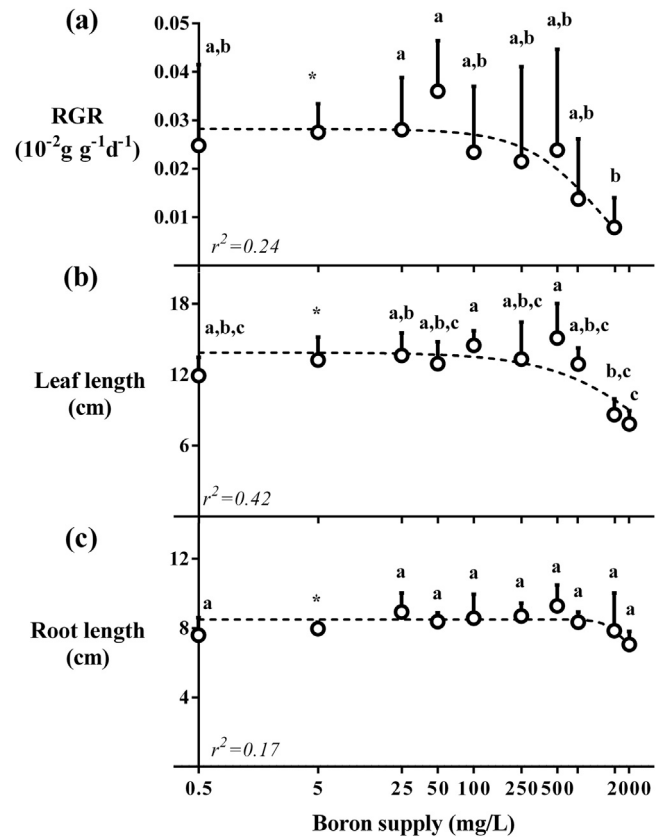 (a)
0.05
0.04
0.03
0.02
0.01
RGR
(10⁻²g g⁻¹d⁻¹)
a,b
*
a
a
a,b
a,b
a,b
a,b
b
r²=0.24
(b)
18
12
6
Leaf length
(cm)
a,b,c
*
a,b
a,b,c
a
a,b,c
a
a,b,c
b,c
c
r²=0.42
(c)
12
8
4
Root length
(cm)
a
*
a
a
a
a
a
a
a
a
r²=0.17
0.5 5 25 50 100 250 500 2000
Boron supply (mg/L)